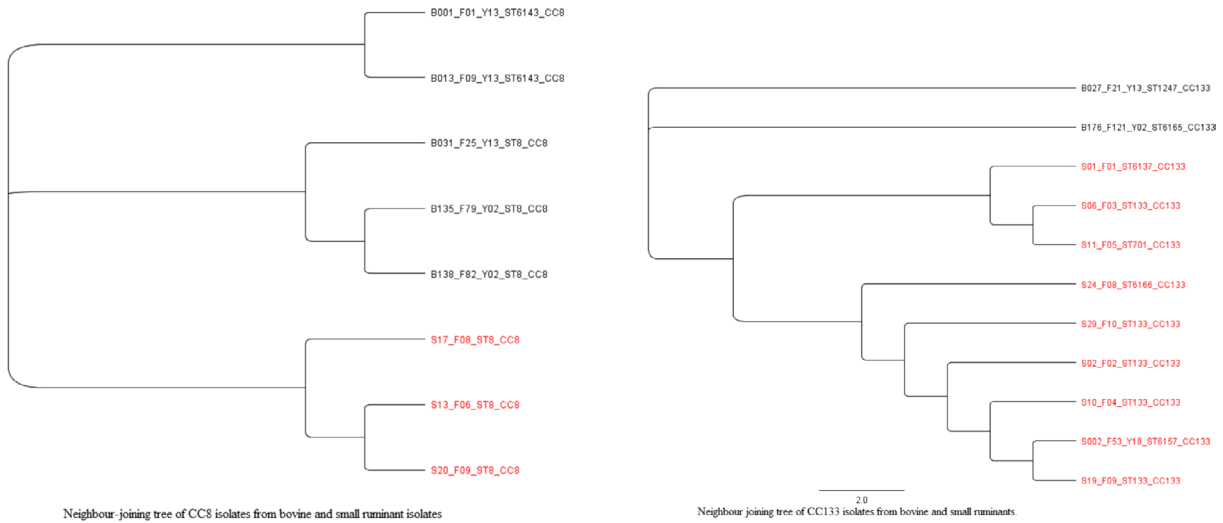 B001_F01_Y13_ST6143_CC8
B013_F09_Y13_ST6143_CC8
B031_F25_Y13_ST8_CC8
B135_F79_Y02_ST8_CC8
B138_F82_Y02_ST8_CC8
S17_F08_ST8_CC8
S13_F06_ST8_CC8
S20_F09_ST8_CC8
Neighbour-joining tree of CC8 isolates from bovine and small ruminant isolates
B027_F21_Y13_ST1247_CC133
B176_F121_Y02_ST6165_CC133
S01_F01_ST6137_CC133
S06_F03_ST133_CC133
S11_F05_ST701_CC133
S24_F08_ST6166_CC133
S29_F10_ST133_CC133
S02_F02_ST133_CC133
S10_F04_ST133_CC133
S002_F53_Y18_ST6157_CC133
S19_F09_ST133_CC133
2.0
Neighbour joining tree of CC133 isolates from bovine and small ruminants.